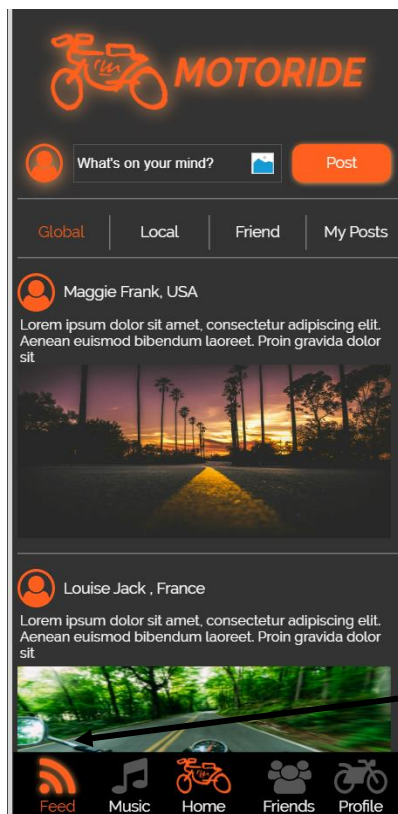 MOTORIDE
What's on your mind?
Post
Global Local Friend My Posts
Maggie Frank, USA
Lorem ipsum dolor sit amet, consectetur adipiscing elit.
Aenean euismod bibendum laoreet. Proin gravida dolor
sit
Louise Jack , France
Lorem ipsum dolor sit amet, consectetur adipiscing elit.
Aenean euismod bibendum laoreet. Proin gravida dolor
sit
Feed Music Home Friends Profile